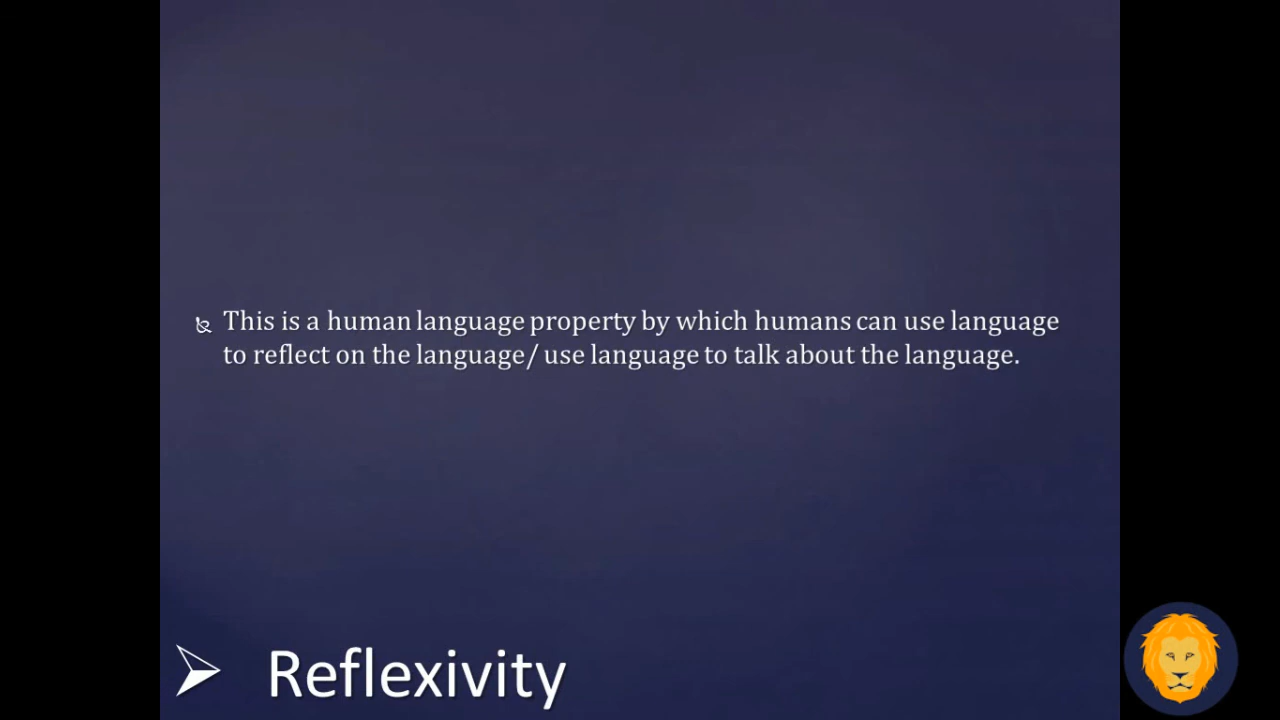 This is a human language property by which humans can use language
to reflect on the language/ use language to talk about the language.
Reflexivity